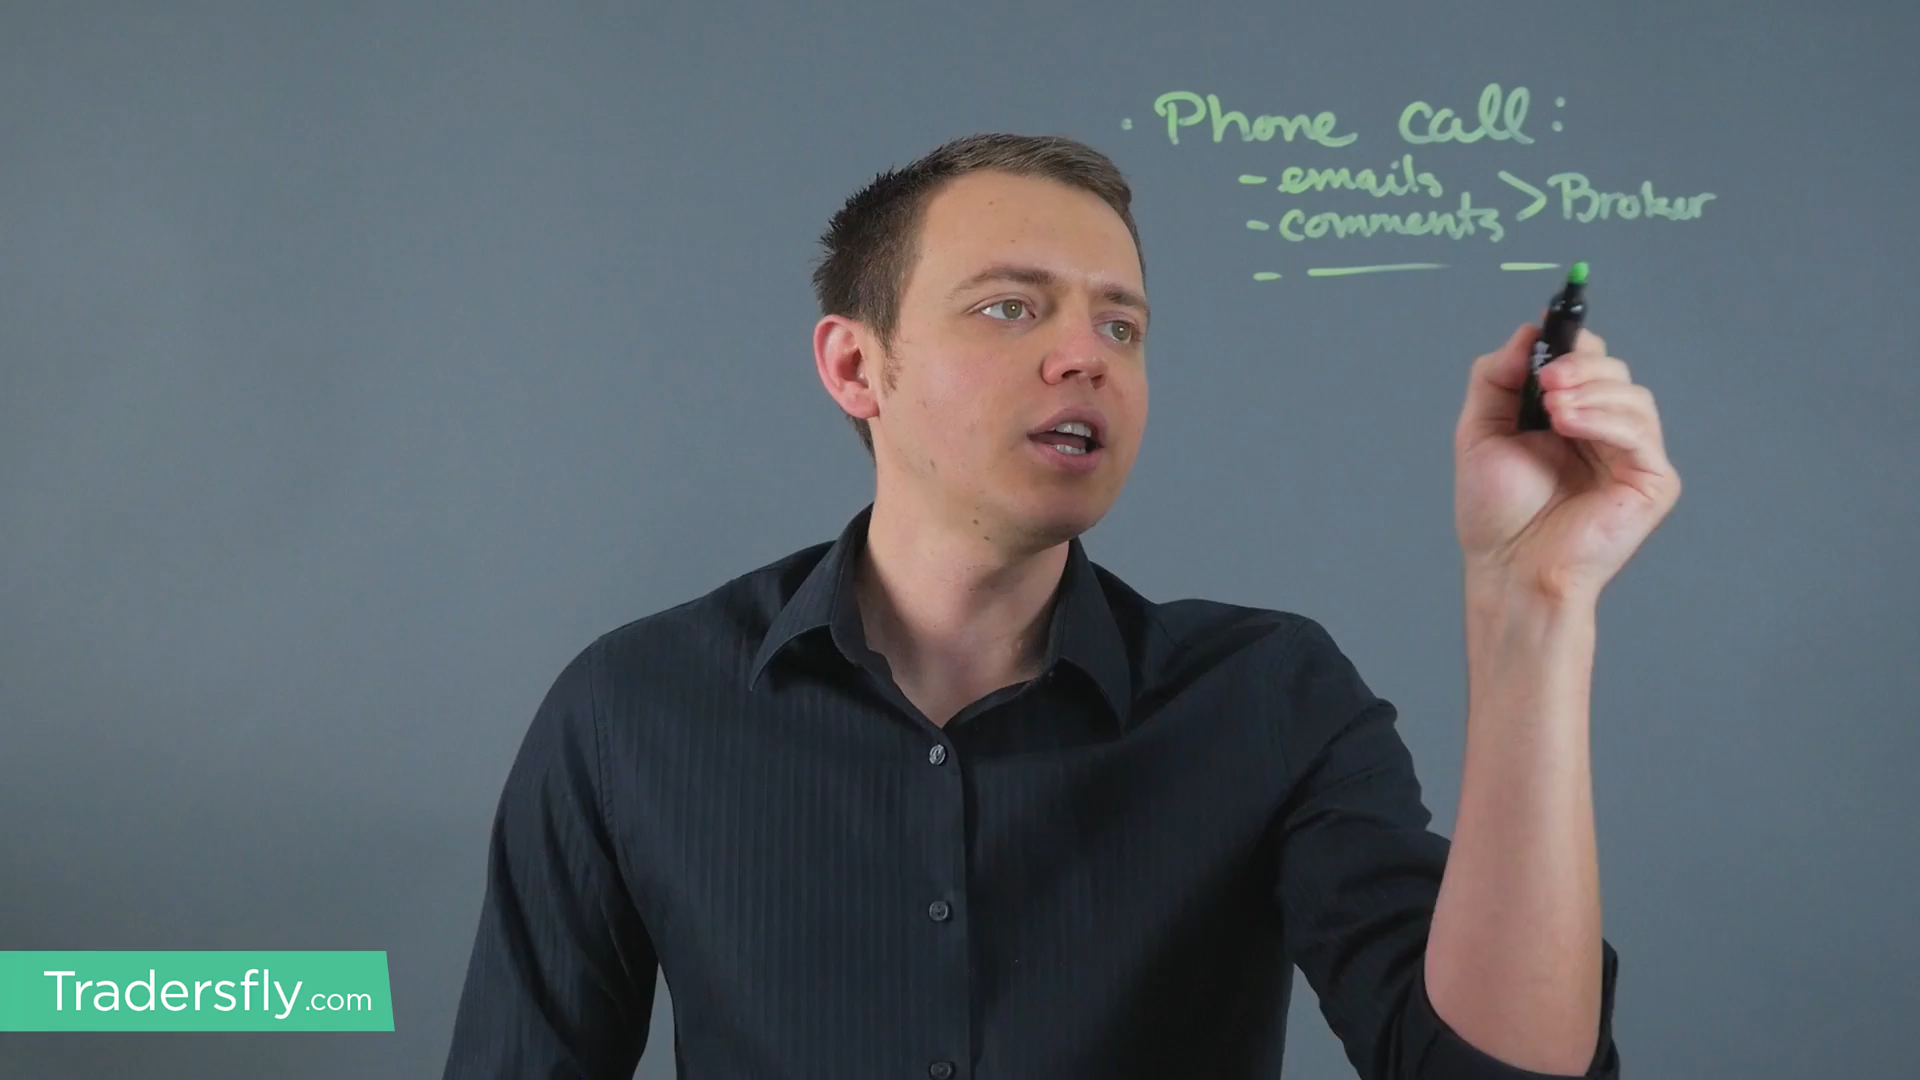 · Phone call:
- emails
- comments > Broker
-
Tradersfly.com